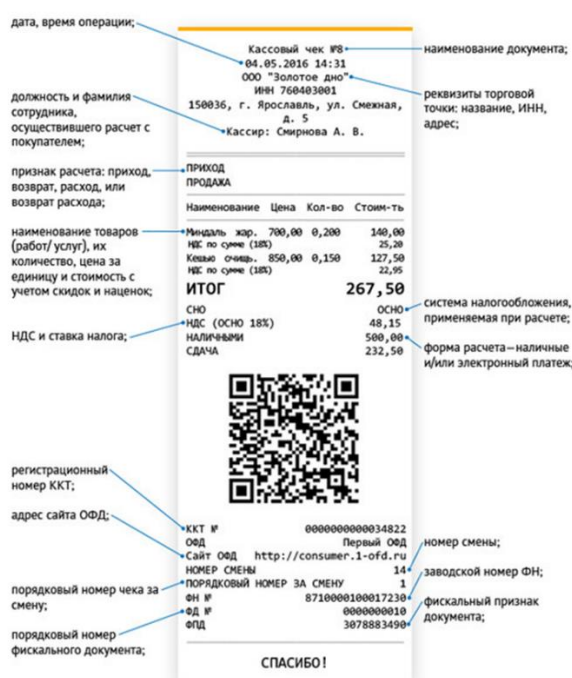 дата, время операции;
Кассовый чек №8
наименование документа;
04.05.2016 14:31
ООО "Золотое дно"
ИНН 760403001
150036, г. Ярославль, ул. Смежная,
д. 5
Кассир: Смирнова А. В.
реквизиты торговой
точки: название, ИНН,
адрес;
должность и фамилия
сотрудника,
осуществившего расчет с
покупателем;
признак расчета: приход,
возврат, расход, или
возврат расхода;
ПРИХОД
ПРОДАЖА
Наименование Цена Кол-во Стоим-ть
наименование товаров
(работ/услуг), их
количество, цена за
единицу и стоимость с
учетом скидок и наценок;
Миндаль жар. 700,00 0,200 140,00
НДС по сумме (18%) 25,20
Кешью очищь. 850,00 0,150 127,50
НДС по сумме (18%) 22,95
ИТОГ 267,50
СНО ОСНО
НДС (ОСНО 18%) 48,15
НАЛИЧНЫМИ 500,00
СДАЧА 232,50
система налогообложения,
применяемая при расчете;
НДС и ставка налога;
форма расчета—наличные
и/или электронный платеж;
регистрационный
номер ККТ;
адрес сайта ОФД;
ККТ № 0000000000034822
ОФД Первый ОФД
Сайт ОФД http://consumer.1-ofd.ru
НОМЕР СМЕНЫ 14
ПОРЯДКОВЫЙ НОМЕР ЗА СМЕНУ 1
ФН № 8710000100017230
ФД № 0000000010
ФПД 3078883490
номер смены;
заводской номер ФН;
фискальный признак
документа;
порядковый номер чека за
смену;
порядковый номер
фискального документа;
СПАСИБО!